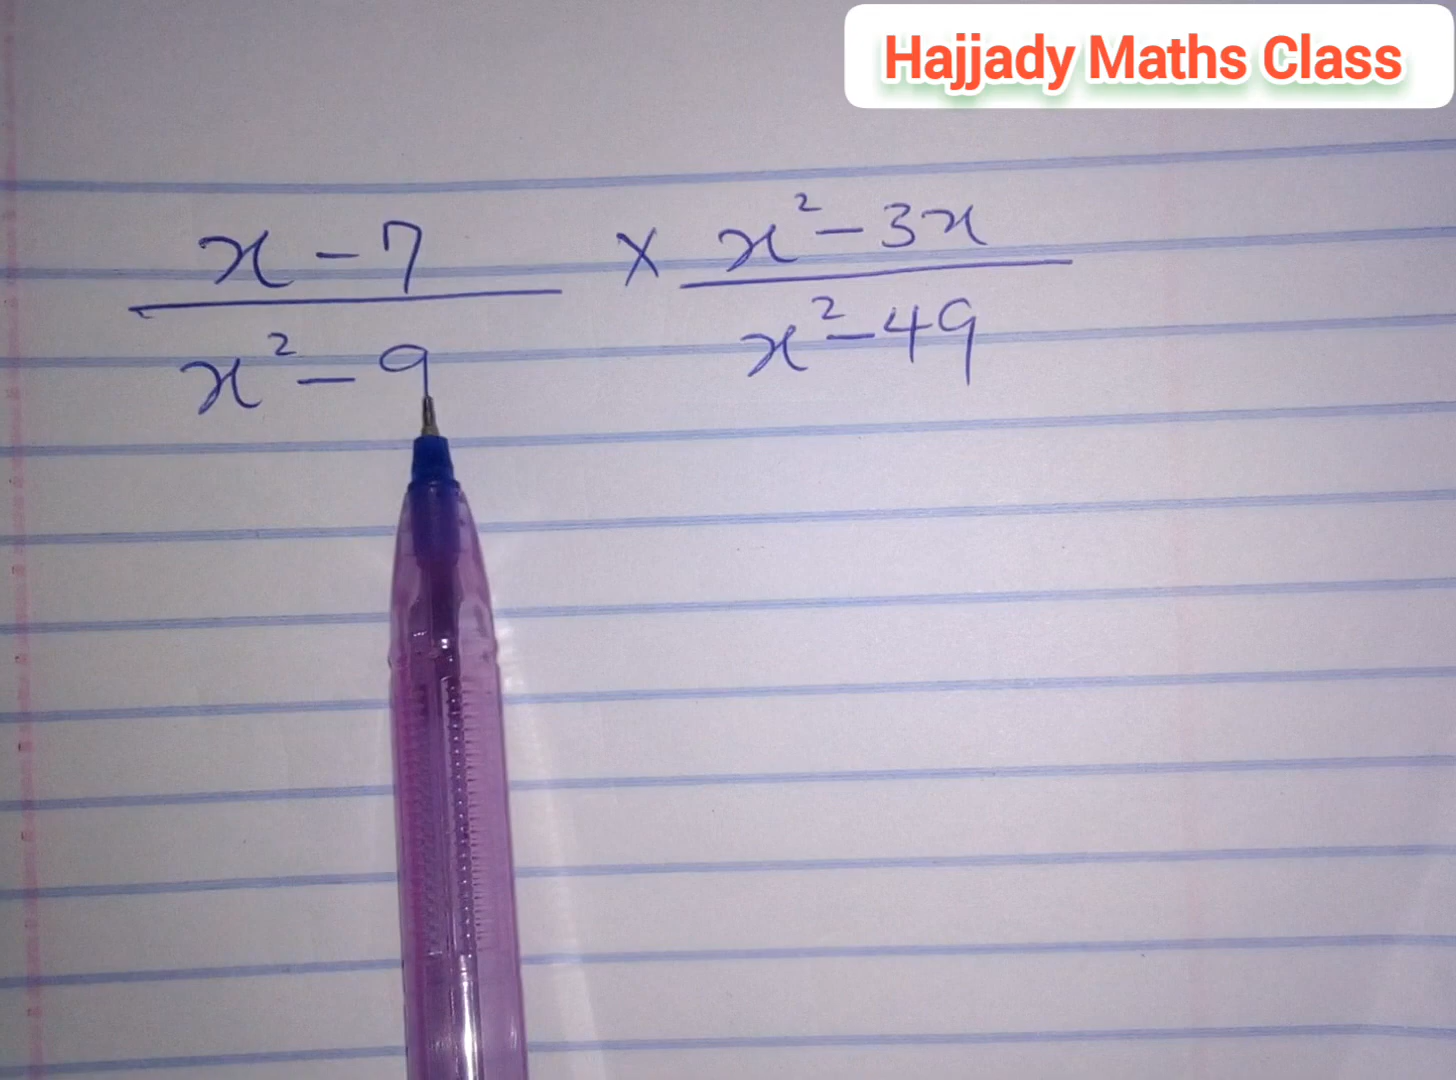 Hajjady Maths Class
x - 7 × x² - 3x
x² - 9 x² - 49